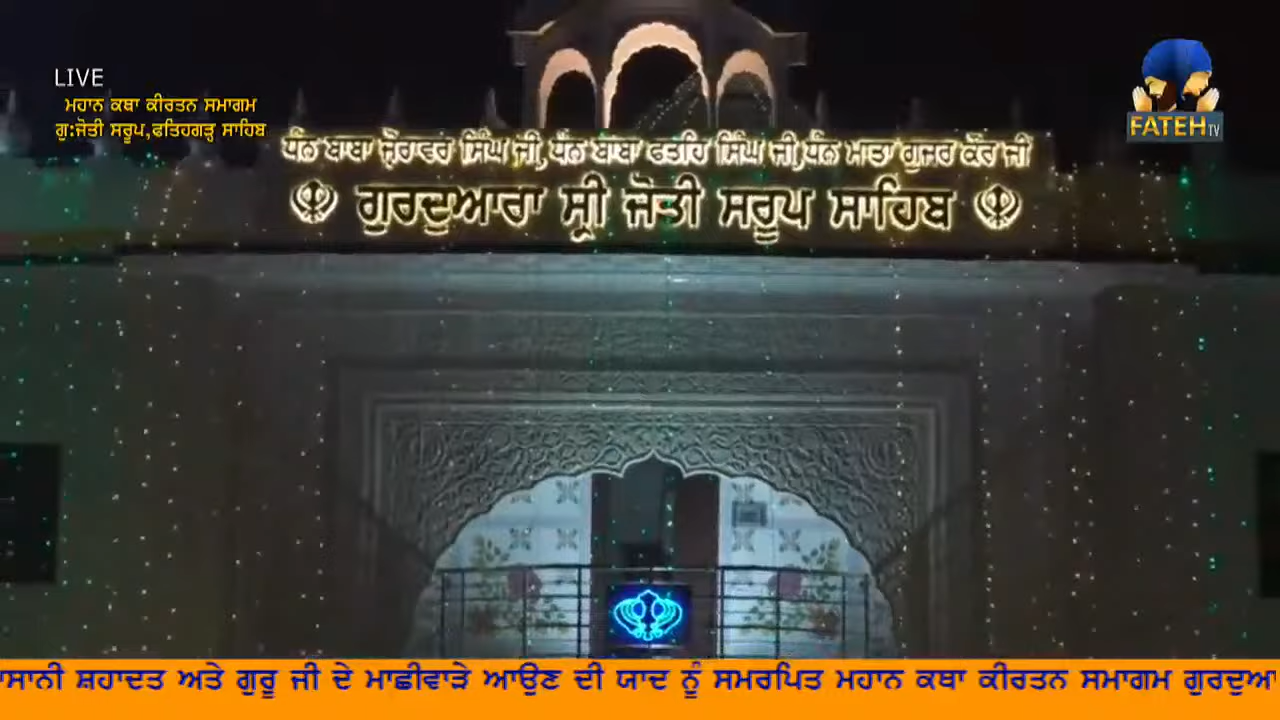 LIVE
ਮਹਾਨ ਕਥਾ ਕੀਰਤਨ ਸਮਾਗਮ
ਗੁ:ਜੋਤੀ ਸਰੂਪ,ਫਤਿਹਗੜ੍ਹ ਸਾਹਿਬ
FATEH TV
ਧੰਨ ਬਾਬਾ ਜ਼ੋਰਾਵਰ ਸਿੰਘ ਜੀ,ਧੰਨ ਬਾਬਾ ਫਤਹਿ ਸਿੰਘ ਜੀ,ਧੰਨ ਮਾਤਾ ਗੁਜਰ ਕੌਰ ਜੀ
ਗੁਰਦੁਆਰਾ ਸ੍ਰੀ ਜੋਤੀ ਸਰੂਪ ਸਾਹਿਬ
ਾਸਾਨੀ ਸ਼ਹਾਦਤ ਅਤੇ ਗੁਰੂ ਜੀ ਦੇ ਮਾਛੀਵਾੜੇ ਆਉਣ ਦੀ ਯਾਦ ਨੂੰ ਸਮਰਪਿਤ ਮਹਾਨ ਕਥਾ ਕੀਰਤਨ ਸਮਾਗਮ ਗੁਰਦੁਆ